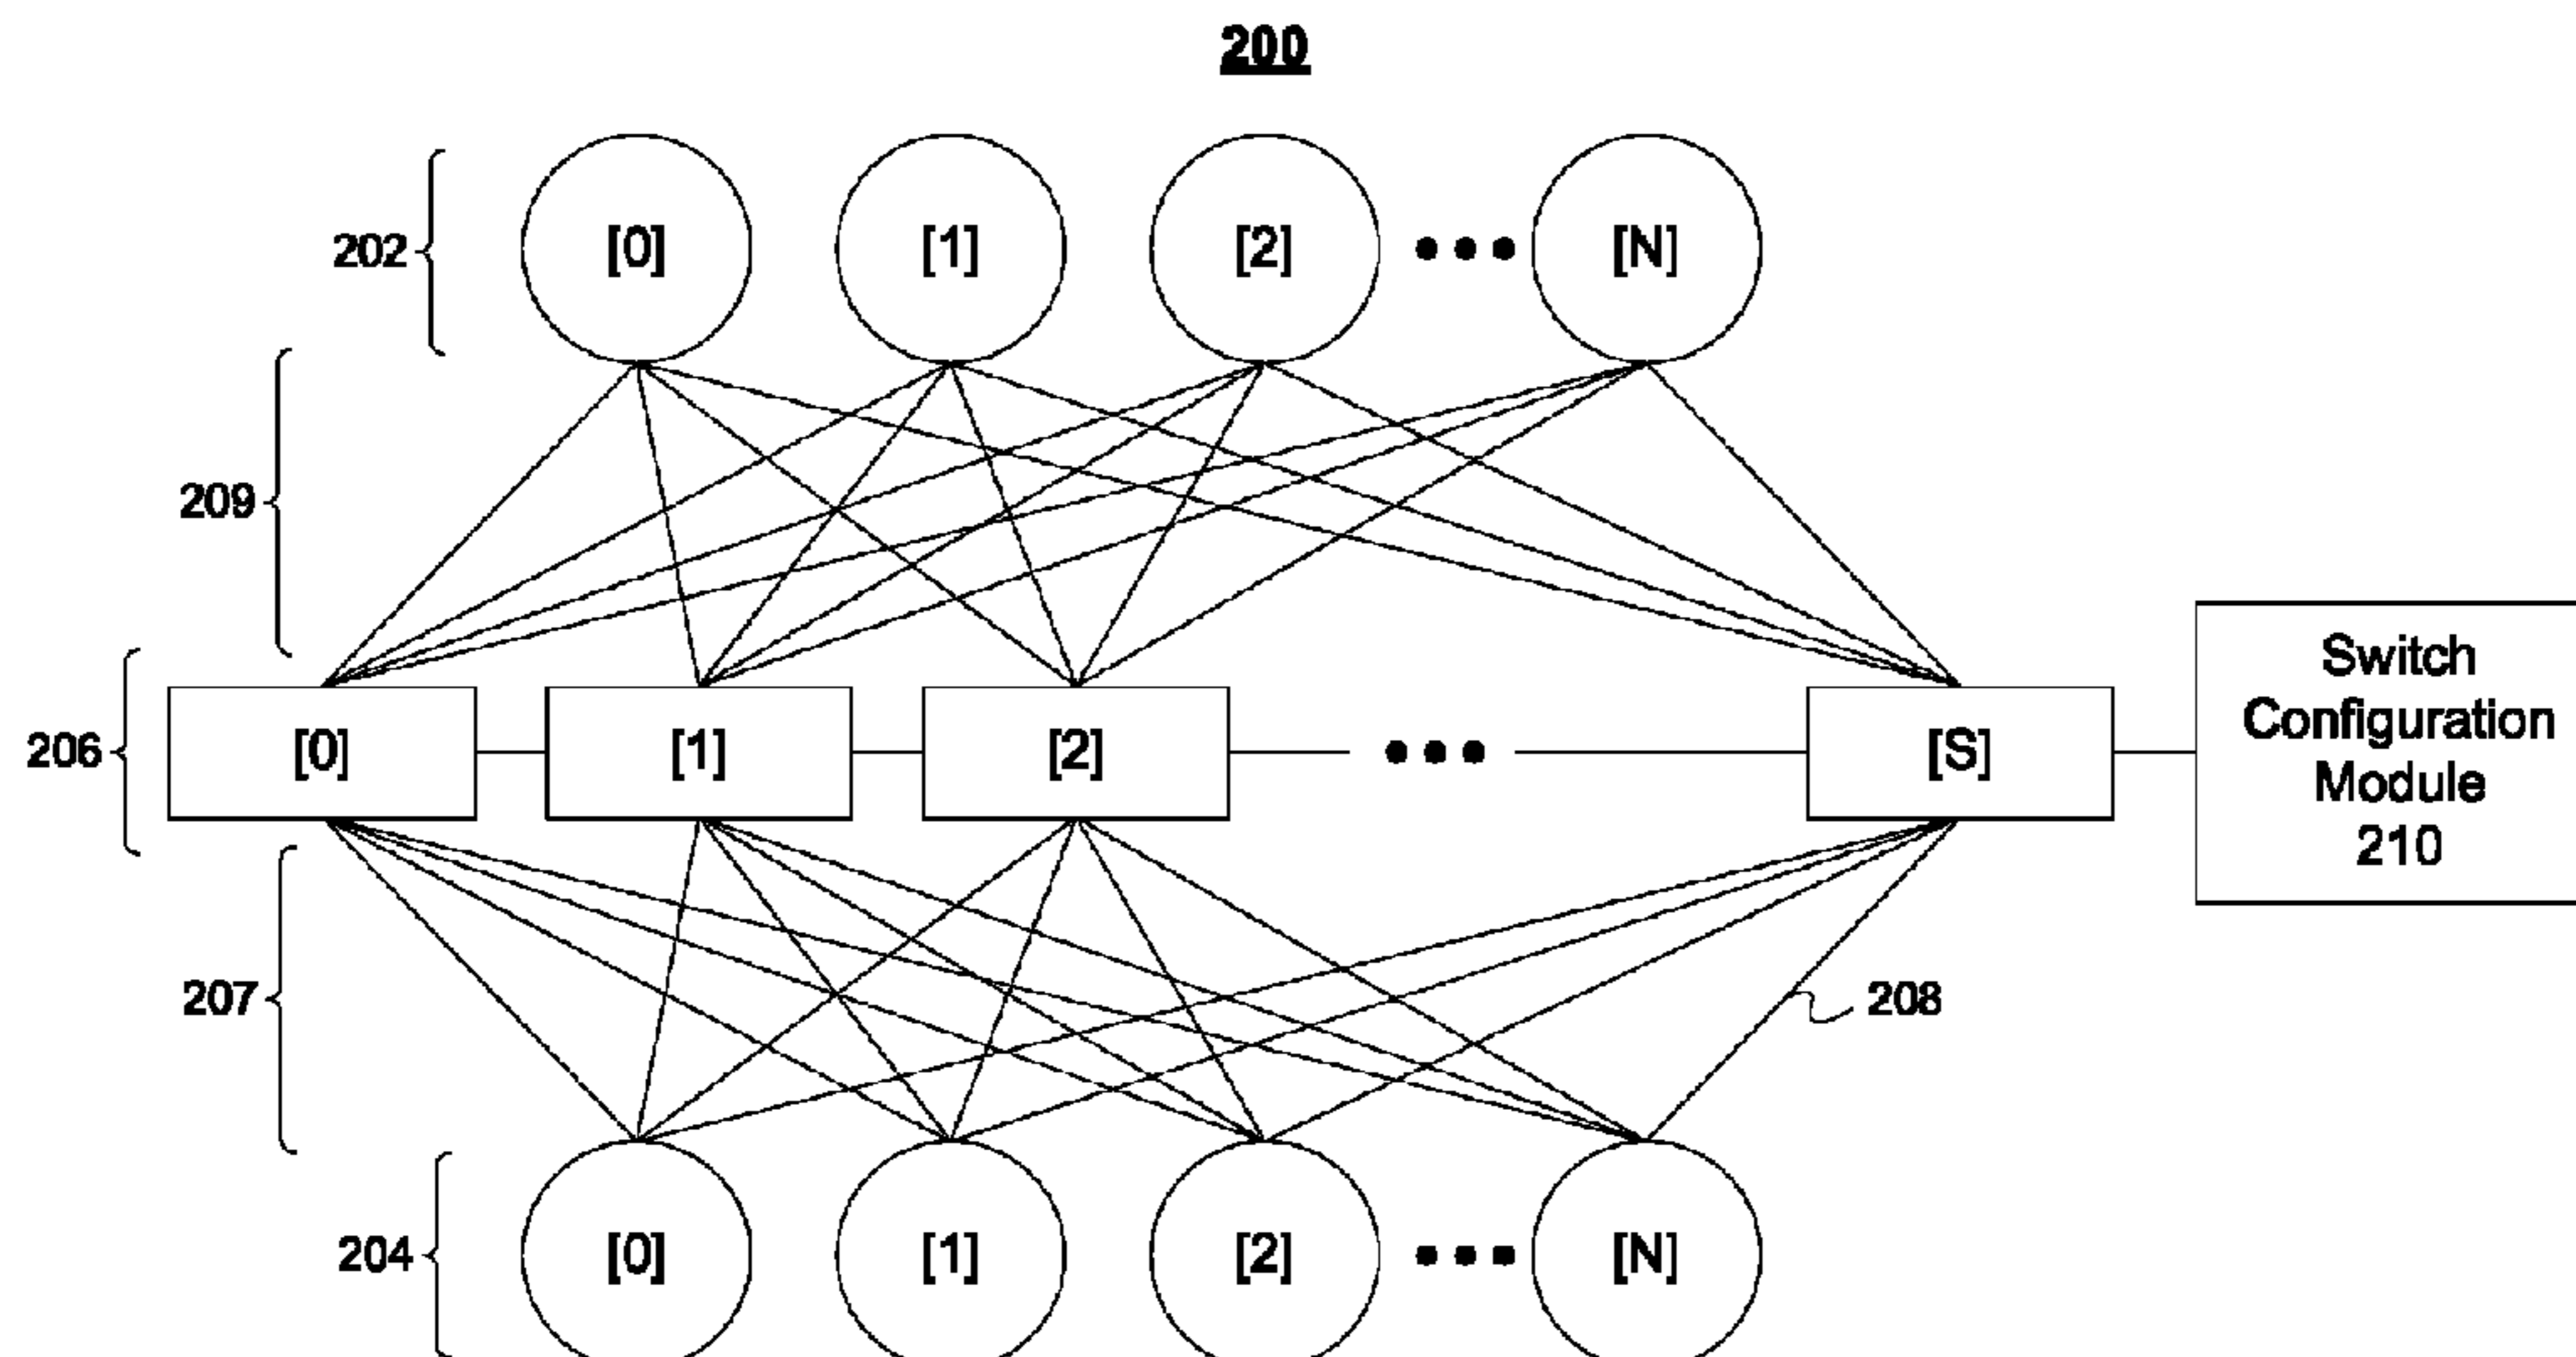 200
202
[0] [1] [2] ••• [N]
209
206
[0] [1] [2] ••• [S]
Switch
Configuration
Module
210
207
208
204
[0] [1] [2] ••• [N]